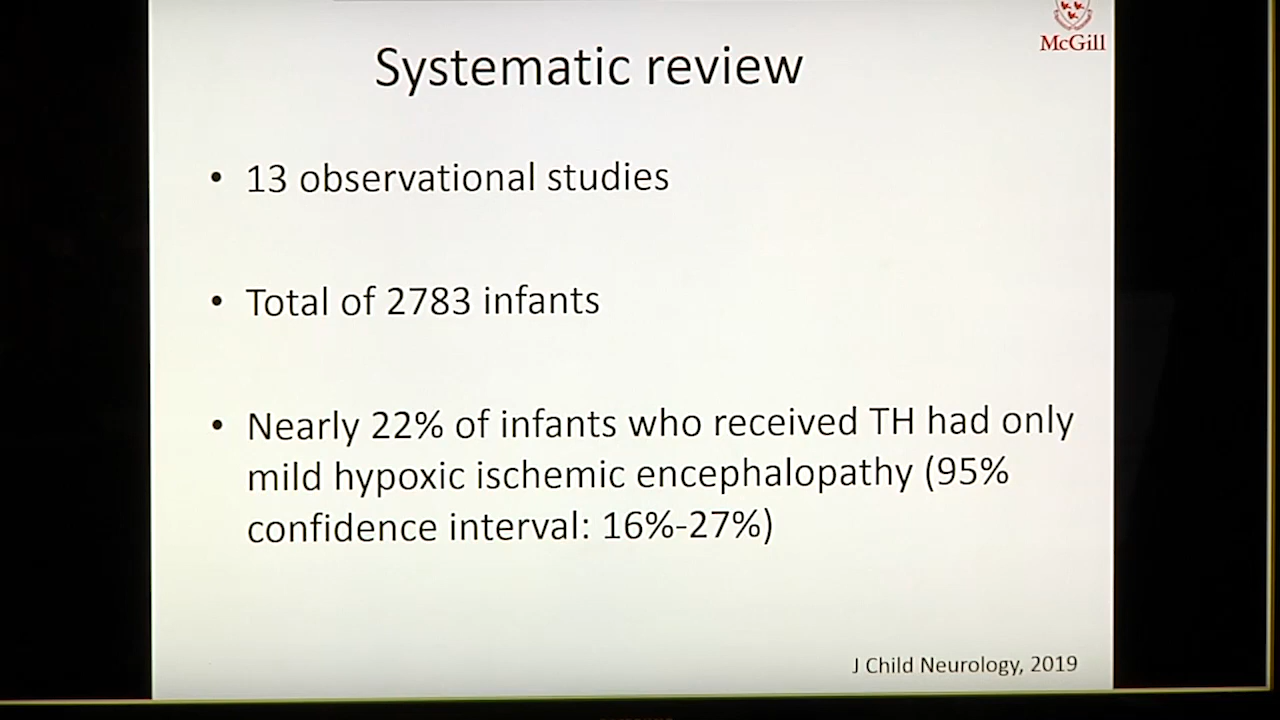 McGill
Systematic review
• 13 observational studies
• Total of 2783 infants
• Nearly 22% of infants who received TH had only
mild hypoxic ischemic encephalopathy (95%
confidence interval: 16%-27%)
J Child Neurology, 2019